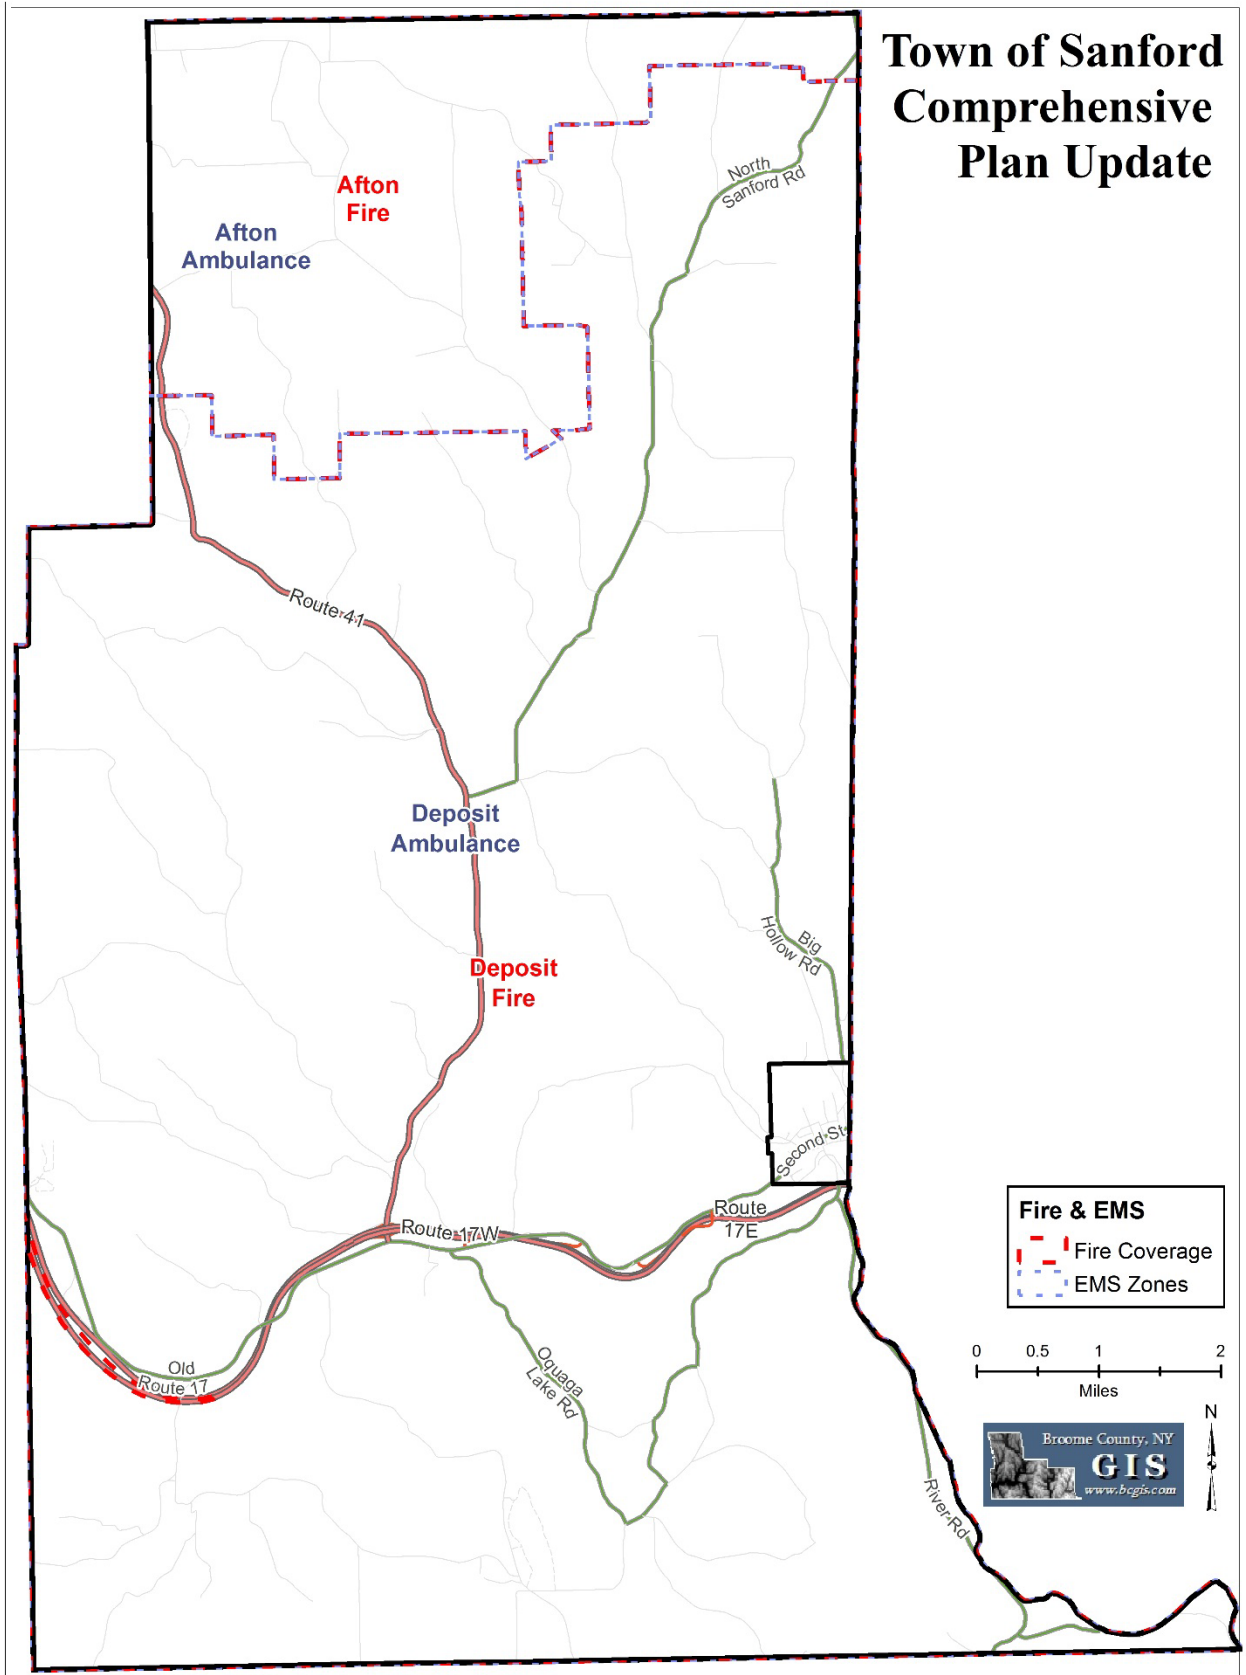 Town of Sanford
Comprehensive
Plan Update
North
Sanford Rd
Afton
Fire
Afton
Ambulance
Route 41
Deposit
Ambulance
Big
Hollow Rd
Deposit
Fire
Second St
Route
17E
Route 17W
Old
Route 17
Oquaga
Lake Rd
River Rd
Fire & EMS
Fire Coverage
EMS Zones
0 0.5 1 2
Miles
N
Broome County, NY
GIS
www.bcgis.com